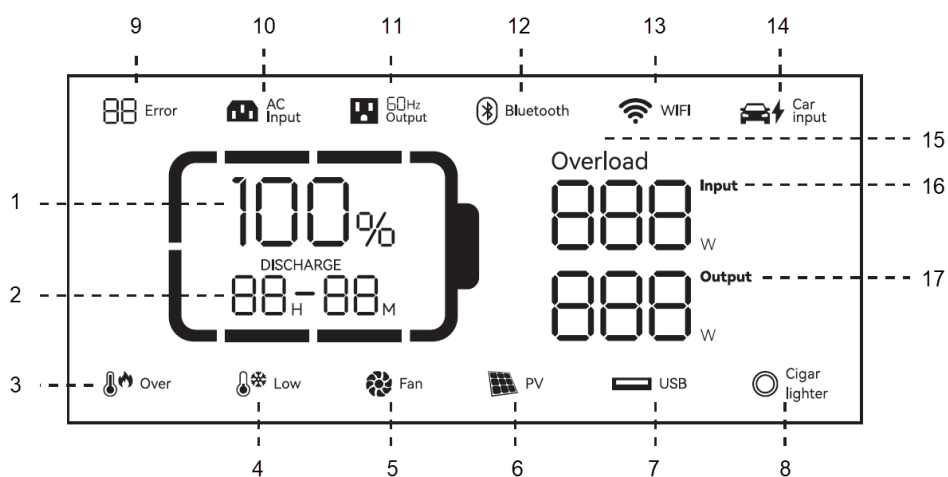 9 10 11 12 13 14
88 Error AC Input 60Hz Output Bluetooth WIFI Car input
15
Overload
1 100% 888 W Input 16
DISCHARGE
2 88H-88M 888 W Output 17
3 Over Low Fan PV USB Cigar lighter
4 5 6 7 8